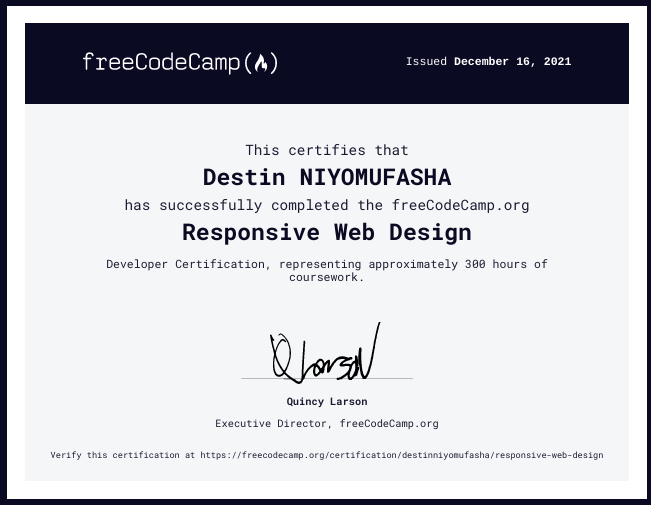 freeCodeCamp(🔥)
Issued December 16, 2021
This certifies that
Destin NIYOMUFASHA
has successfully completed the freeCodeCamp.org
Responsive Web Design
Developer Certification, representing approximately 300 hours of
coursework.
Q Larson
Quincy Larson
Executive Director, freeCodeCamp.org
Verify this certification at https://freecodecamp.org/certification/destinniyomufasha/responsive-web-design